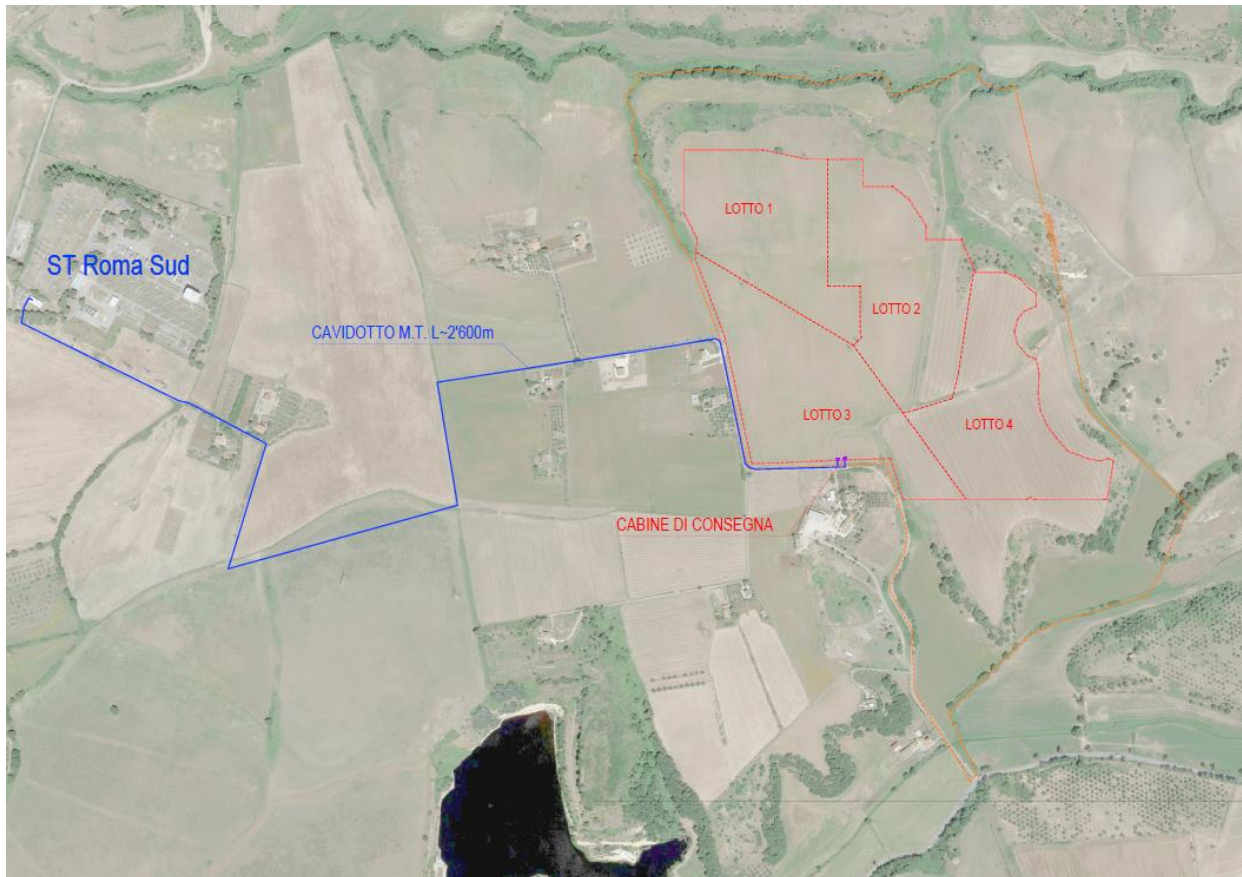 LOTTO 1
ST Roma Sud
LOTTO 2
CAVIDOTTO M.T. L~2'600m
LOTTO 3
LOTTO 4
CABINE DI CONSEGNA